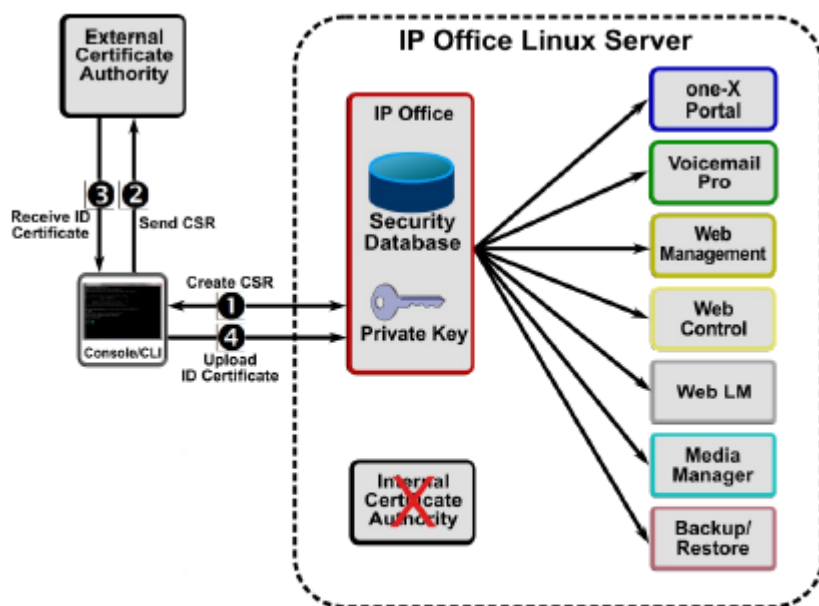 External
Certificate
Authority
IP Office Linux Server
IP Office
Security
Database
Private Key
one-X
Portal
Voicemail
Pro
Web
Management
Web
Control
Web LM
Media
Manager
Backup/
Restore
3
2
Receive ID
Certificate
Send CSR
Create CSR
1
4
Upload
ID Certificate
Console/CLI
Internal
Certificate
Authority